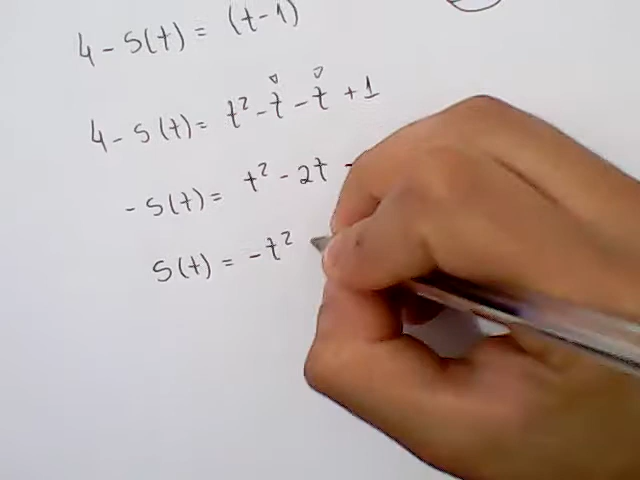 4 - S(t) = (t-1)
4 - S(t) = t² - t - t + 1
- S(t) = t² - 2t -
S(t) = -t²